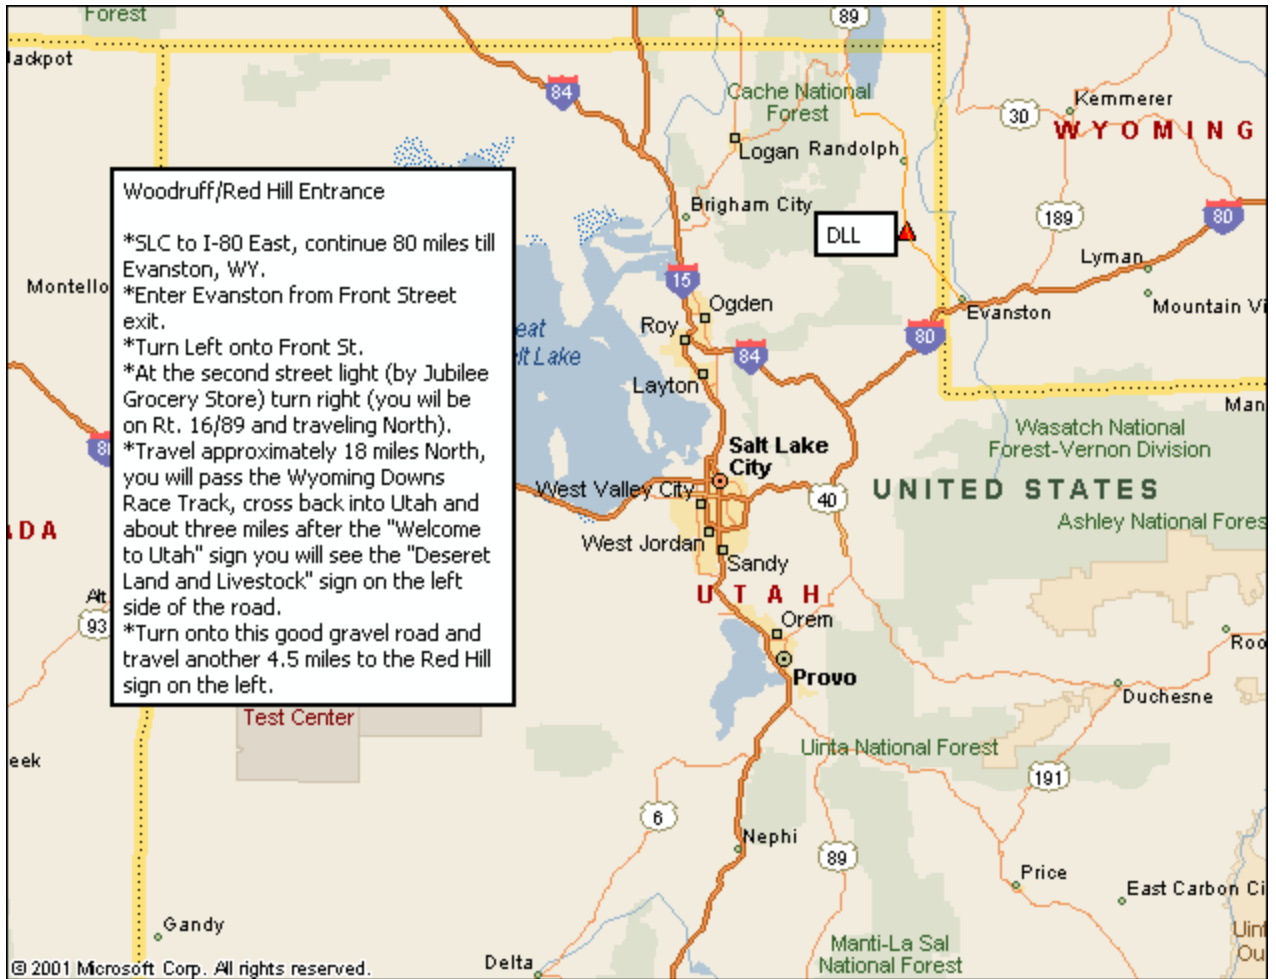 Forest
89
Jackpot
84
Cache National
Forest
Kemmerer
30
WYOMING
Logan
Randolph
Woodruff/Red Hill Entrance
*SLC to I-80 East, continue 80 miles till
Evanston, WY.
*Enter Evanston from Front Street
exit.
*Turn Left onto Front St.
*At the second street light (by Jubilee
Grocery Store) turn right (you wil be
on Rt. 16/89 and traveling North).
*Travel approximately 18 miles North,
you will pass the Wyoming Downs
Race Track, cross back into Utah and
about three miles after the "Welcome
to Utah" sign you will see the "Deseret
Land and Livestock" sign on the left
side of the road.
*Turn onto this good gravel road and
travel another 4.5 miles to the Red Hill
sign on the left.
Brigham City
DLL
189
80
Lyman
Montello
15
Mountain Vi
Ogden
Evanston
Roy
eat
lt Lake
84
80
Layton
Man
Wasatch National
Forest-Vernon Division
Salt Lake
City
8
West Valley City
40
UNITED STATES
ADA
Ashley National Fores
West Jordan
Sandy
Alt
93
UTAH
Orem
Roo
Provo
Duchesne
Test Center
Uinta National Forest
eek
191
6
Nephi
89
Price
East Carbon Ci
Gandy
Uint
Ou
Manti-La Sal
National Forest
Delta
© 2001 Microsoft Corp. All rights reserved.